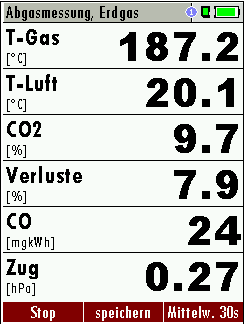 Abgasmessung, Erdgas
T-Gas 187.2
[°C]
T-Luft 20.1
[°C]
CO2 9.7
[%]
Verluste 7.9
[%]
CO 24
[mgkWh]
Zug 0.27
[hPa]
Stop speichern Mittelw. 30s